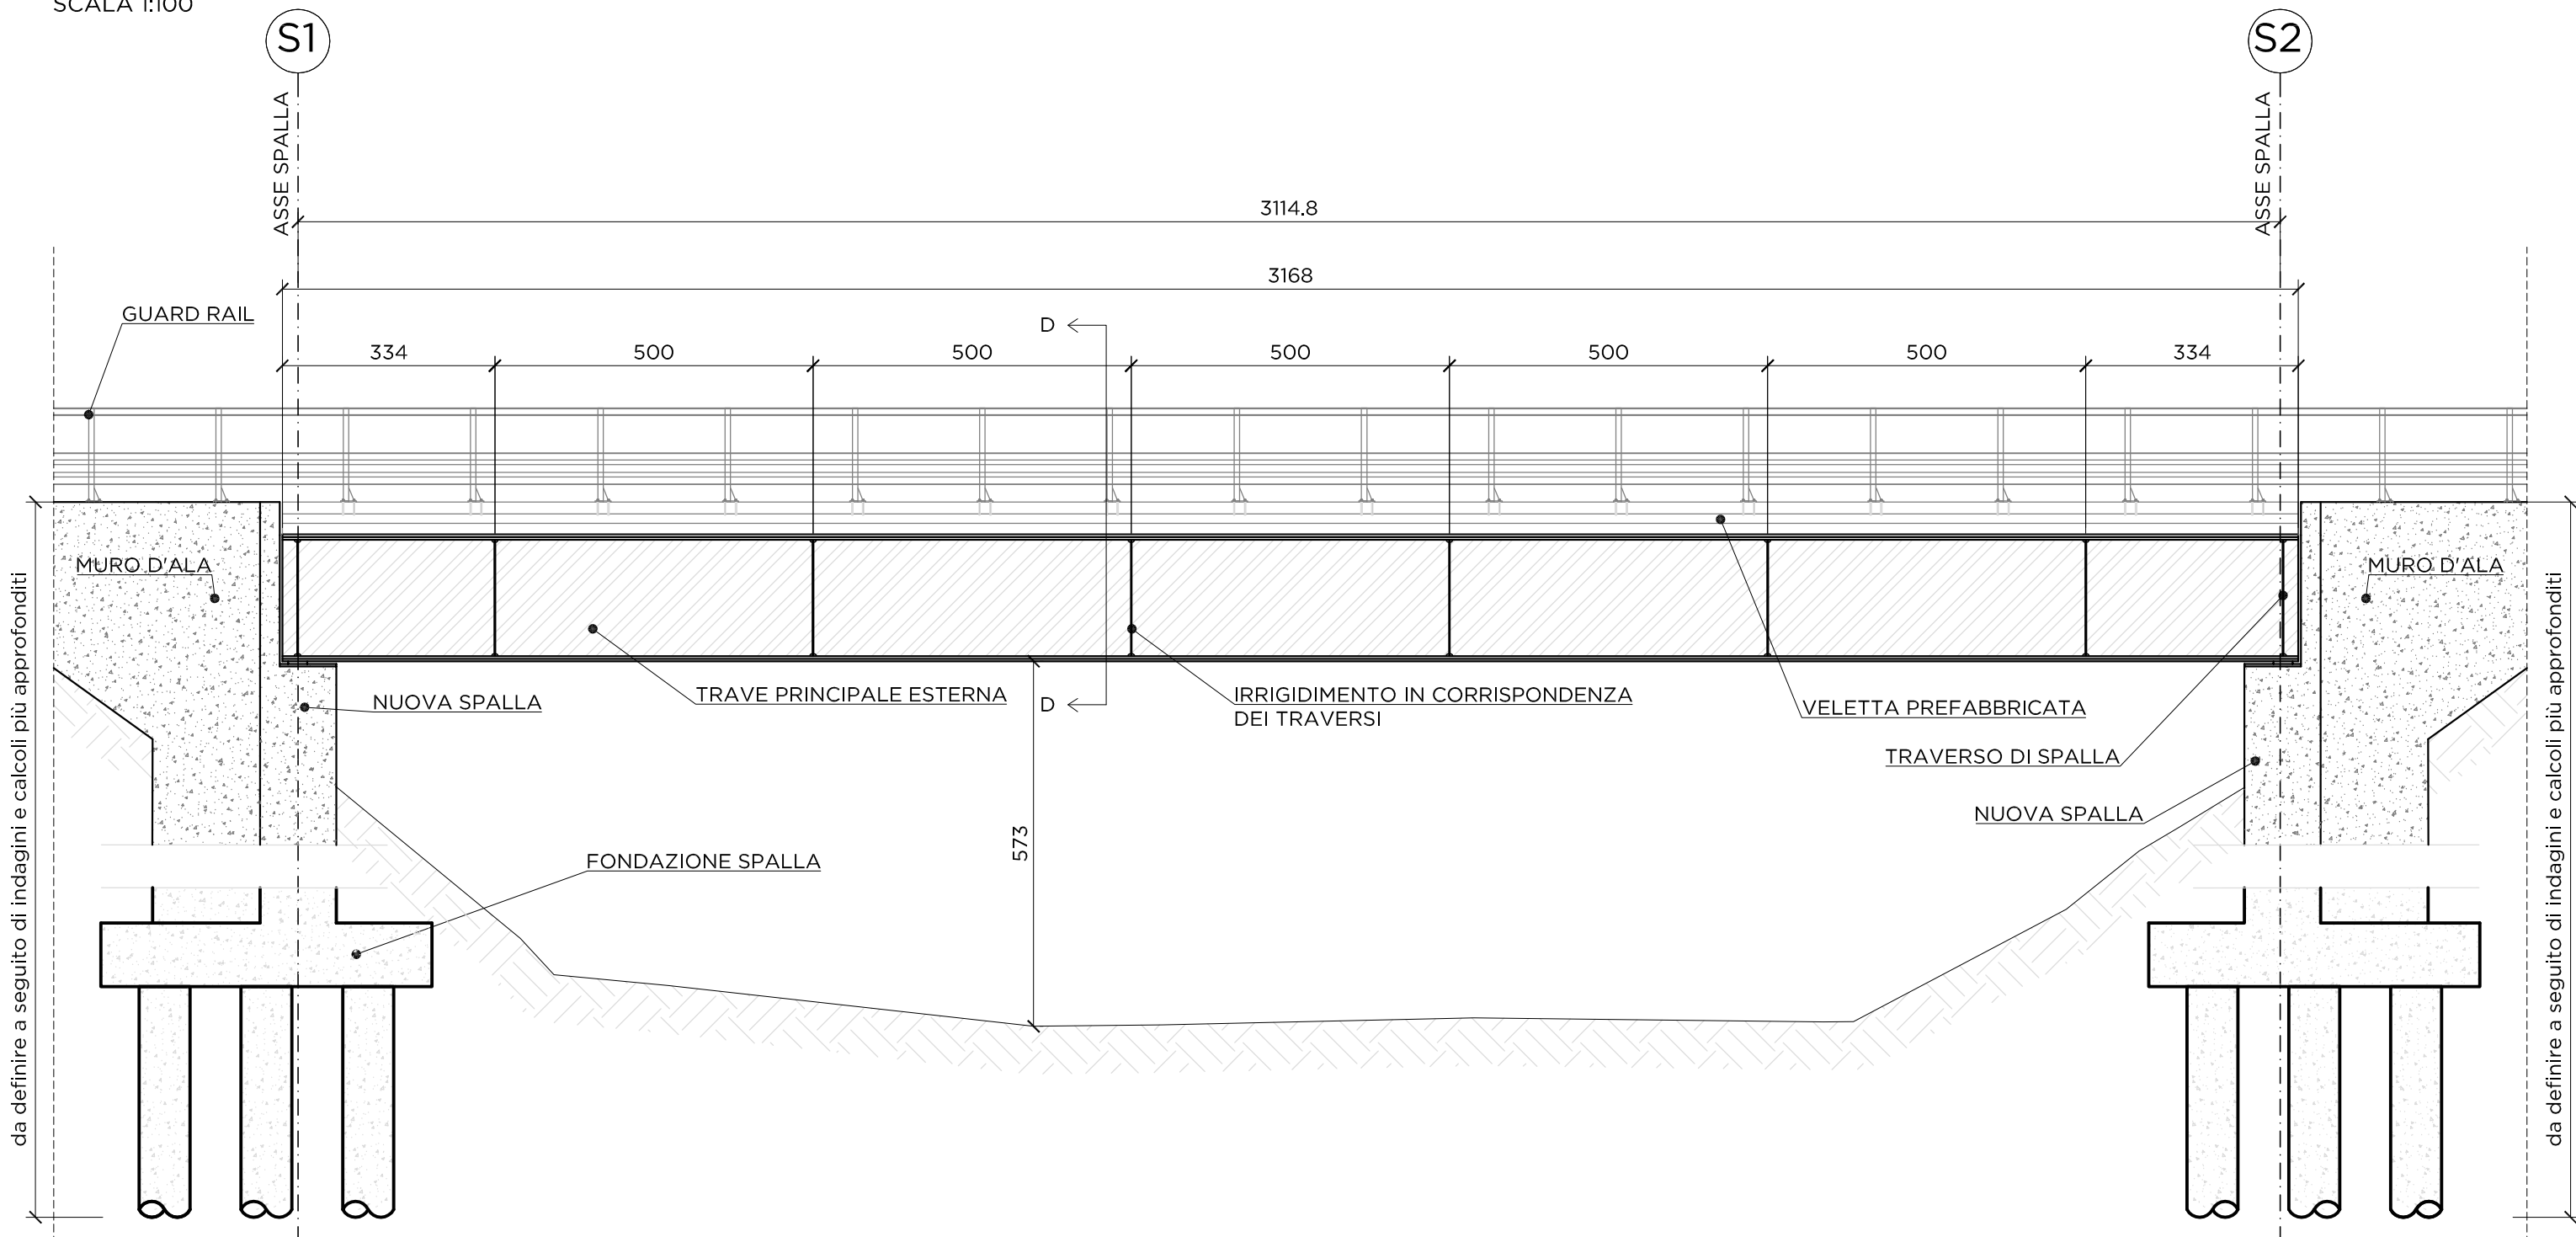 SCALA 1:100
S1
S2
ASSE SPALLA
ASSE SPALLA
3114.8
3168
GUARD RAIL
D
334
500
500
500
500
500
334
MURO D'ALA
MURO D'ALA
NUOVA SPALLA
TRAVE PRINCIPALE ESTERNA
D
IRRIGIDIMENTO IN CORRISPONDENZA
DEI TRAVERSI
VELETTA PREFABBRICATA
TRAVERSO DI SPALLA
NUOVA SPALLA
573
FONDAZIONE SPALLA
da definire a seguito di indagini e calcoli più approfonditi
da definire a seguito di indagini e calcoli più approfonditi